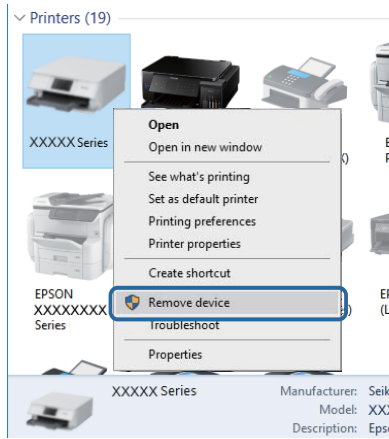 Printers (19)
XXXXX Series
Open
Open in new window
See what's printing
Set as default printer
Printing preferences
Printer properties
Create shortcut
Remove device
Troubleshoot
Properties
EPSON
XXXXXXXX
Series
XXXXX Series
Manufacturer:
Model:
Description: